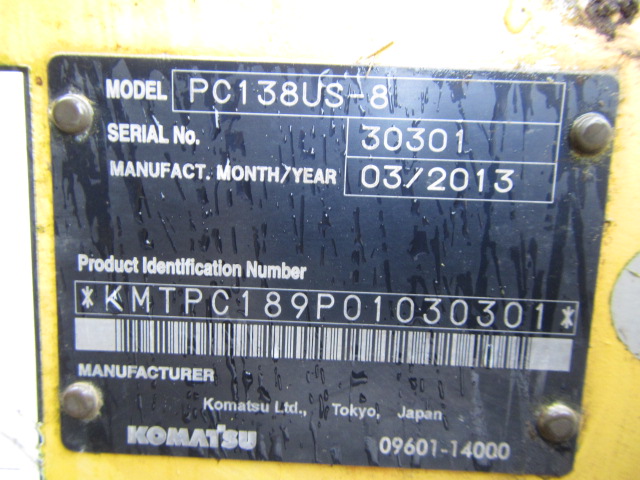 MODEL PC138US-8
SERIAL No. 30301
MANUFACT. MONTH/YEAR 03/2013
Product Identification Number
*KMTPC189P01030301*
MANUFACTURER
Komatsu Ltd., Tokyo, Japan
KOMATSU 09601-14000